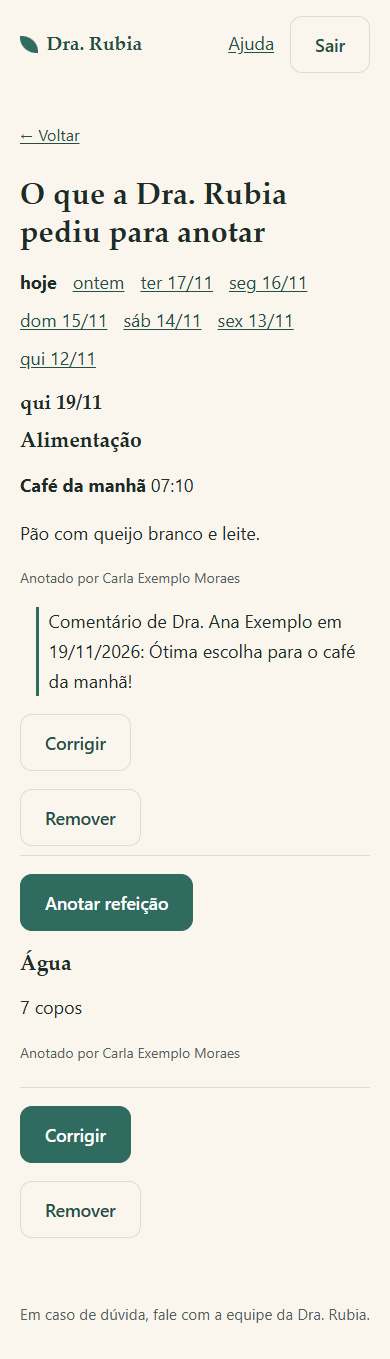 Dra. Rubia
Ajuda
Sair
← Voltar
O que a Dra. Rubia
pediu para anotar
hoje ontem ter 17/11 seg 16/11
dom 15/11 sáb 14/11 sex 13/11
qui 12/11
qui 19/11
Alimentação
Café da manhã 07:10
Pão com queijo branco e leite.
Anotado por Carla Exemplo Moraes
Comentário de Dra. Ana Exemplo em
19/11/2026: Ótima escolha para o café
da manhã!
Corrigir
Remover
Anotar refeição
Água
7 copos
Anotado por Carla Exemplo Moraes
Corrigir
Remover
Em caso de dúvida, fale com a equipe da Dra. Rubia.